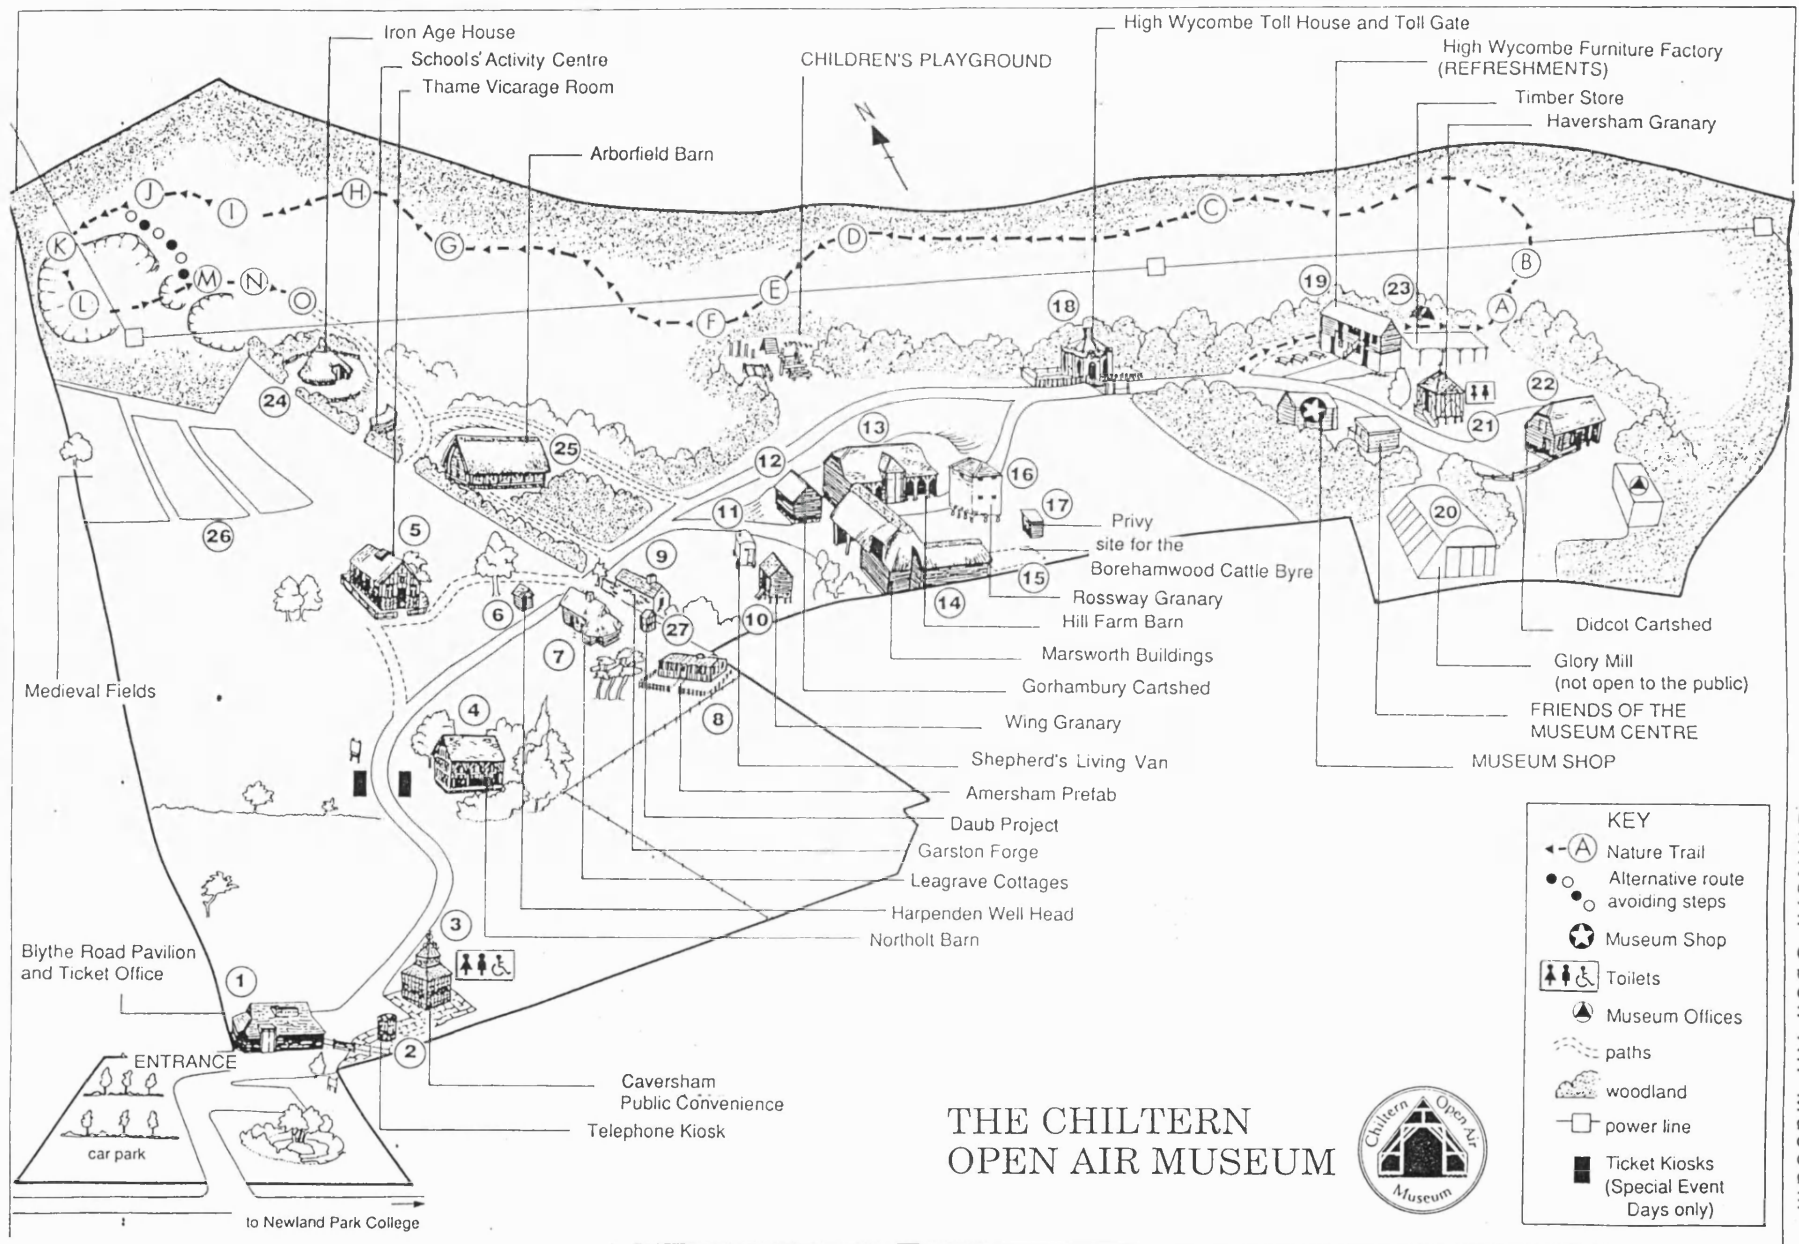 Iron Age House
Schools' Activity Centre
Thame Vicarage Room
Arborfield Barn
CHILDREN'S PLAYGROUND
N
High Wycombe Toll House and Toll Gate
High Wycombe Furniture Factory
(REFRESHMENTS)
Timber Store
Haversham Granary
A
B
C
D
E
F
G
H
I
J
K
L
M
N
O
18
19
23
22
21
20
24
25
26
13
12
11
16
17
15
14
10
5
6
9
7
27
8
4
3
1
2
Privy
site for the
Borehamwood Cattle Byre
Rossway Granary
Hill Farm Barn
Marsworth Buildings
Gorhambury Cartshed
Wing Granary
Shepherd's Living Van
Amersham Prefab
Daub Project
Garston Forge
Leagrave Cottages
Harpenden Well Head
Northolt Barn
Didcot Cartshed
Glory Mill
(not open to the public)
FRIENDS OF THE
MUSEUM CENTRE
MUSEUM SHOP
Medieval Fields
Blythe Road Pavilion
and Ticket Office
ENTRANCE
car park
to Newland Park College
Caversham
Public Convenience
Telephone Kiosk
THE CHILTERN
OPEN AIR MUSEUM
Chiltern Open Air
Museum
KEY
A Nature Trail
Alternative route
avoiding steps
Museum Shop
Toilets
Museum Offices
paths
woodland
power line
Ticket Kiosks
(Special Event
Days only)